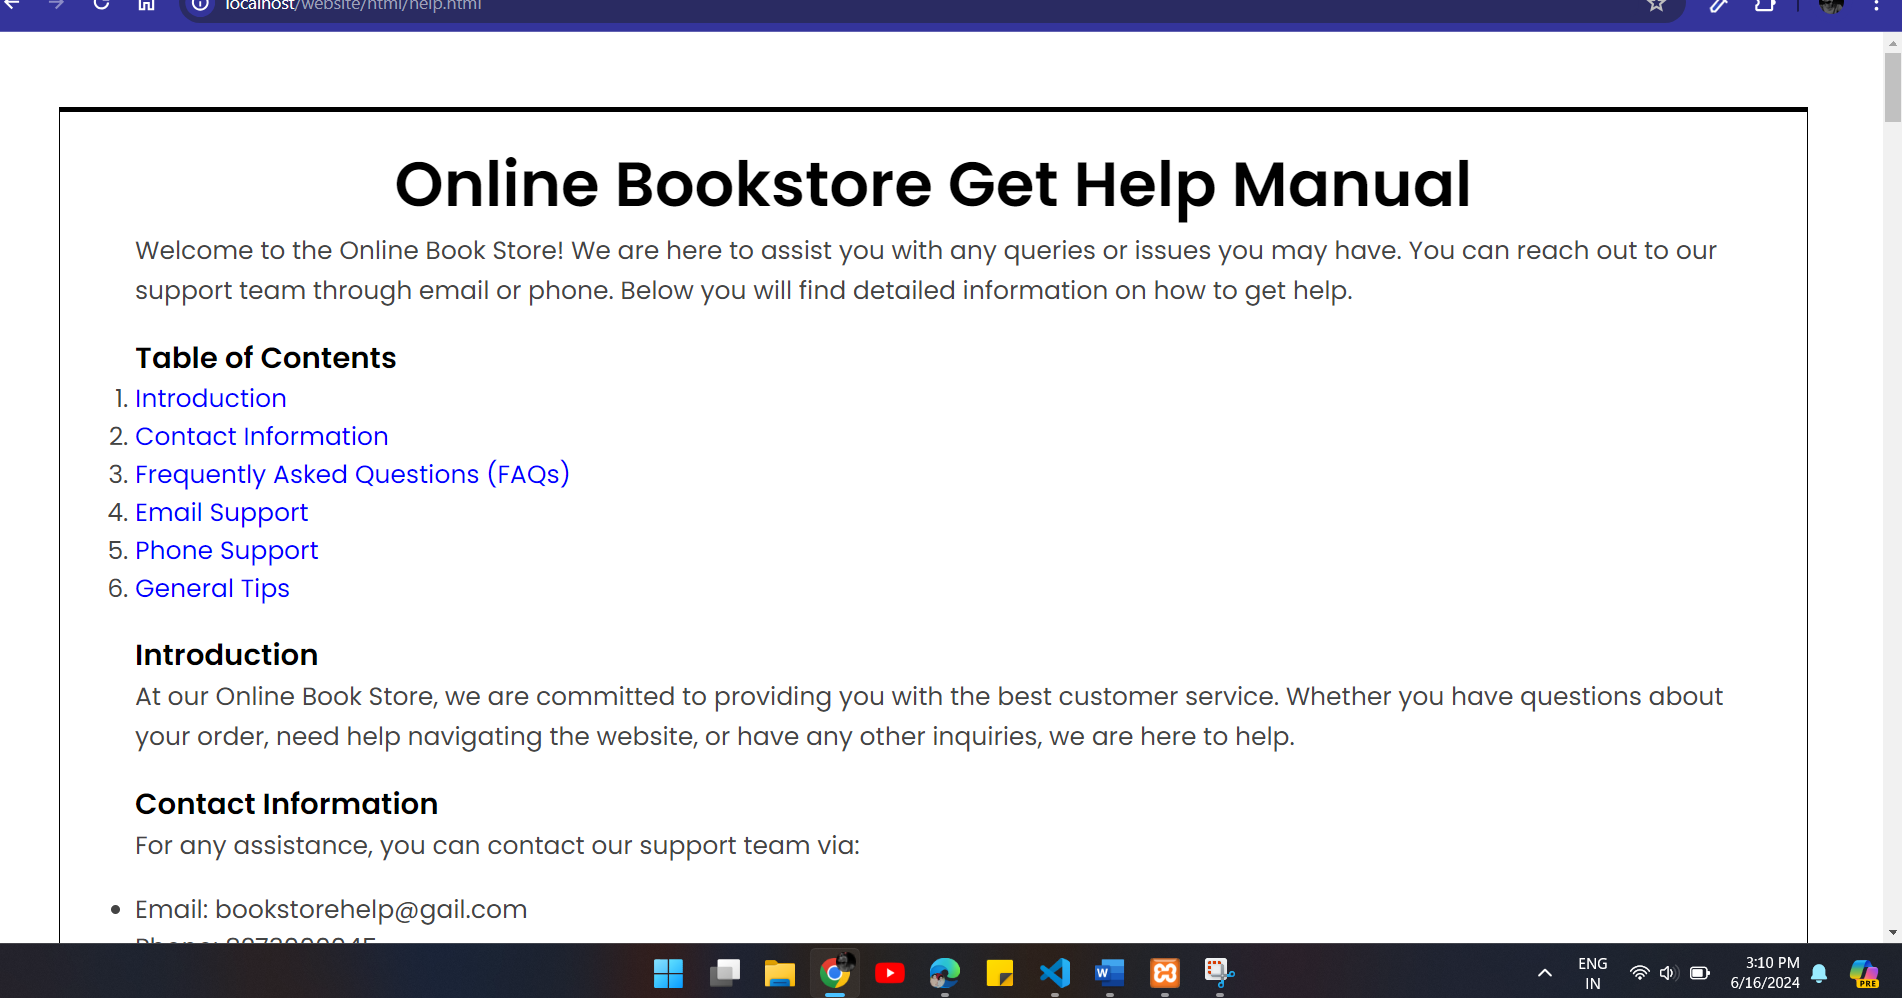 localhost/website/html/help.html
Online Bookstore Get Help Manual
Welcome to the Online Book Store! We are here to assist you with any queries or issues you may have. You can reach out to our
support team through email or phone. Below you will find detailed information on how to get help.
Table of Contents
1. Introduction
2. Contact Information
3. Frequently Asked Questions (FAQs)
4. Email Support
5. Phone Support
6. General Tips
Introduction
At our Online Book Store, we are committed to providing you with the best customer service. Whether you have questions about
your order, need help navigating the website, or have any other inquiries, we are here to help.
Contact Information
For any assistance, you can contact our support team via:
Email: bookstorehelp@gail.com
Phone:
ENG
IN
3:10 PM
6/16/2024
PRE